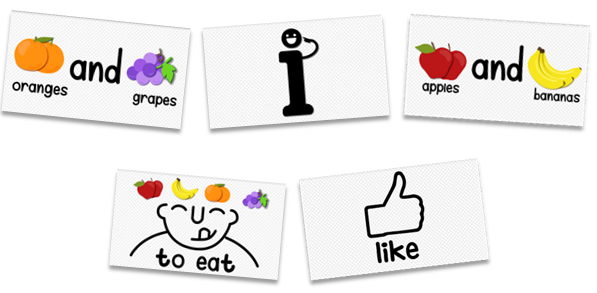 oranges and grapes
i
apples and bananas
to eat
like